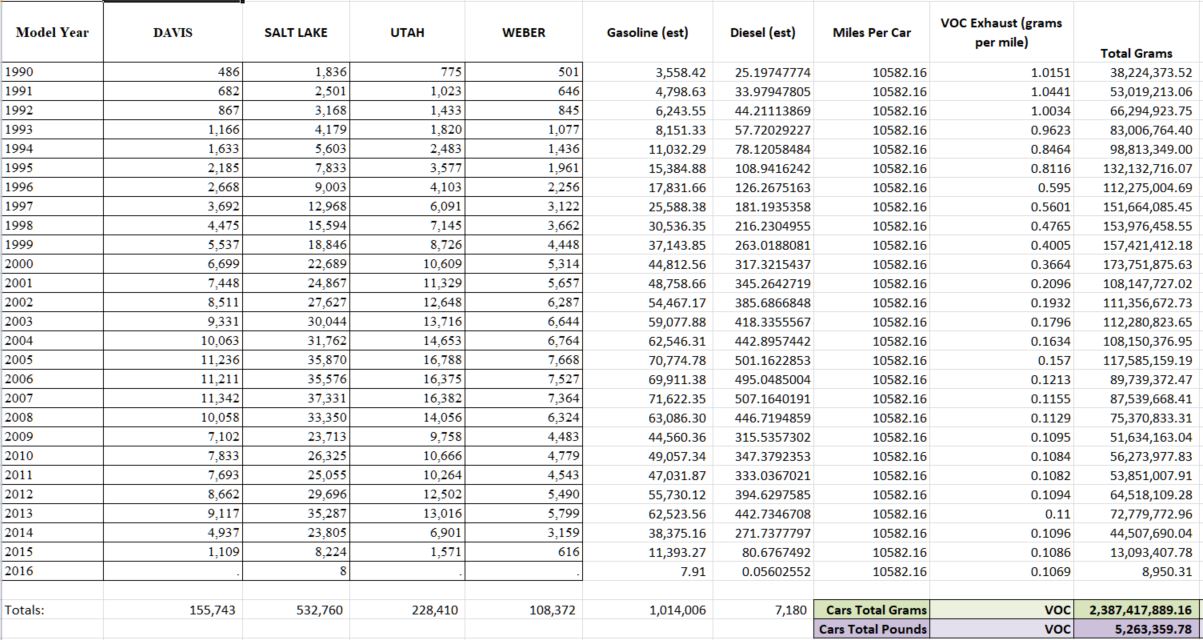 Model Year DAVIS SALT LAKE UTAH WEBER Gasoline (est) Diesel (est) Miles Per Car VOC Exhaust (grams per mile) Total Grams
1990 486 1,836 775 501 3,558.42 25.19747774 10582.16 1.0151 38,224,373.52
1991 682 2,501 1,023 646 4,798.63 33.97947805 10582.16 1.0441 53,019,213.06
1992 867 3,168 1,433 845 6,243.55 44.21113869 10582.16 1.0034 66,294,923.75
1993 1,166 4,179 1,820 1,077 8,151.33 57.72029227 10582.16 0.9623 83,006,764.40
1994 1,633 5,603 2,483 1,436 11,032.29 78.12058484 10582.16 0.8464 98,813,349.00
1995 2,185 7,833 3,577 1,961 15,384.88 108.9416242 10582.16 0.8116 132,132,716.07
1996 2,668 9,003 4,103 2,256 17,831.66 126.2675163 10582.16 0.595 112,275,004.69
1997 3,692 12,968 6,091 3,122 25,588.38 181.1935358 10582.16 0.5601 151,664,085.45
1998 4,475 15,594 7,145 3,662 30,536.35 216.2304955 10582.16 0.4765 153,976,458.55
1999 5,537 18,846 8,726 4,448 37,143.85 263.0188081 10582.16 0.4005 157,421,412.18
2000 6,699 22,689 10,609 5,314 44,812.56 317.3215437 10582.16 0.3664 173,751,875.63
2001 7,448 24,867 11,329 5,657 48,758.66 345.2642719 10582.16 0.2096 108,147,727.02
2002 8,511 27,627 12,648 6,287 54,467.17 385.6866848 10582.16 0.1932 111,356,672.73
2003 9,331 30,044 13,716 6,644 59,077.88 418.3355567 10582.16 0.1796 112,280,823.65
2004 10,063 31,762 14,653 6,764 62,546.31 442.8957442 10582.16 0.1634 108,150,376.95
2005 11,236 35,870 16,788 7,668 70,774.78 501.1622853 10582.16 0.157 117,585,159.19
2006 11,211 35,576 16,375 7,527 69,911.38 495.0485004 10582.16 0.1213 89,739,372.47
2007 11,342 37,331 16,382 7,364 71,622.35 507.1640191 10582.16 0.1155 87,539,668.41
2008 10,058 33,350 14,056 6,324 63,086.30 446.7194859 10582.16 0.1129 75,370,833.31
2009 7,102 23,713 9,758 4,483 44,560.36 315.5357302 10582.16 0.1095 51,634,163.04
2010 7,833 26,325 10,666 4,779 49,057.34 347.3792353 10582.16 0.1084 56,273,977.83
2011 7,693 25,055 10,264 4,543 47,031.87 333.0367021 10582.16 0.1082 53,851,007.91
2012 8,662 29,696 12,502 5,490 55,730.12 394.6297585 10582.16 0.1094 64,518,109.28
2013 9,117 35,287 13,016 5,799 62,523.56 442.7346708 10582.16 0.11 72,779,772.96
2014 4,937 23,805 6,901 3,159 38,375.16 271.7377797 10582.16 0.1096 44,507,690.04
2015 1,109 8,224 1,571 616 11,393.27 80.6767492 10582.16 0.1086 13,093,407.78
2016 . 8 . . 7.91 0.05602552 10582.16 0.1069 8,950.31
Totals: 155,743 532,760 228,410 108,372 1,014,006 7,180 Cars Total Grams VOC 2,387,417,889.16
Cars Total Pounds VOC 5,263,359.78